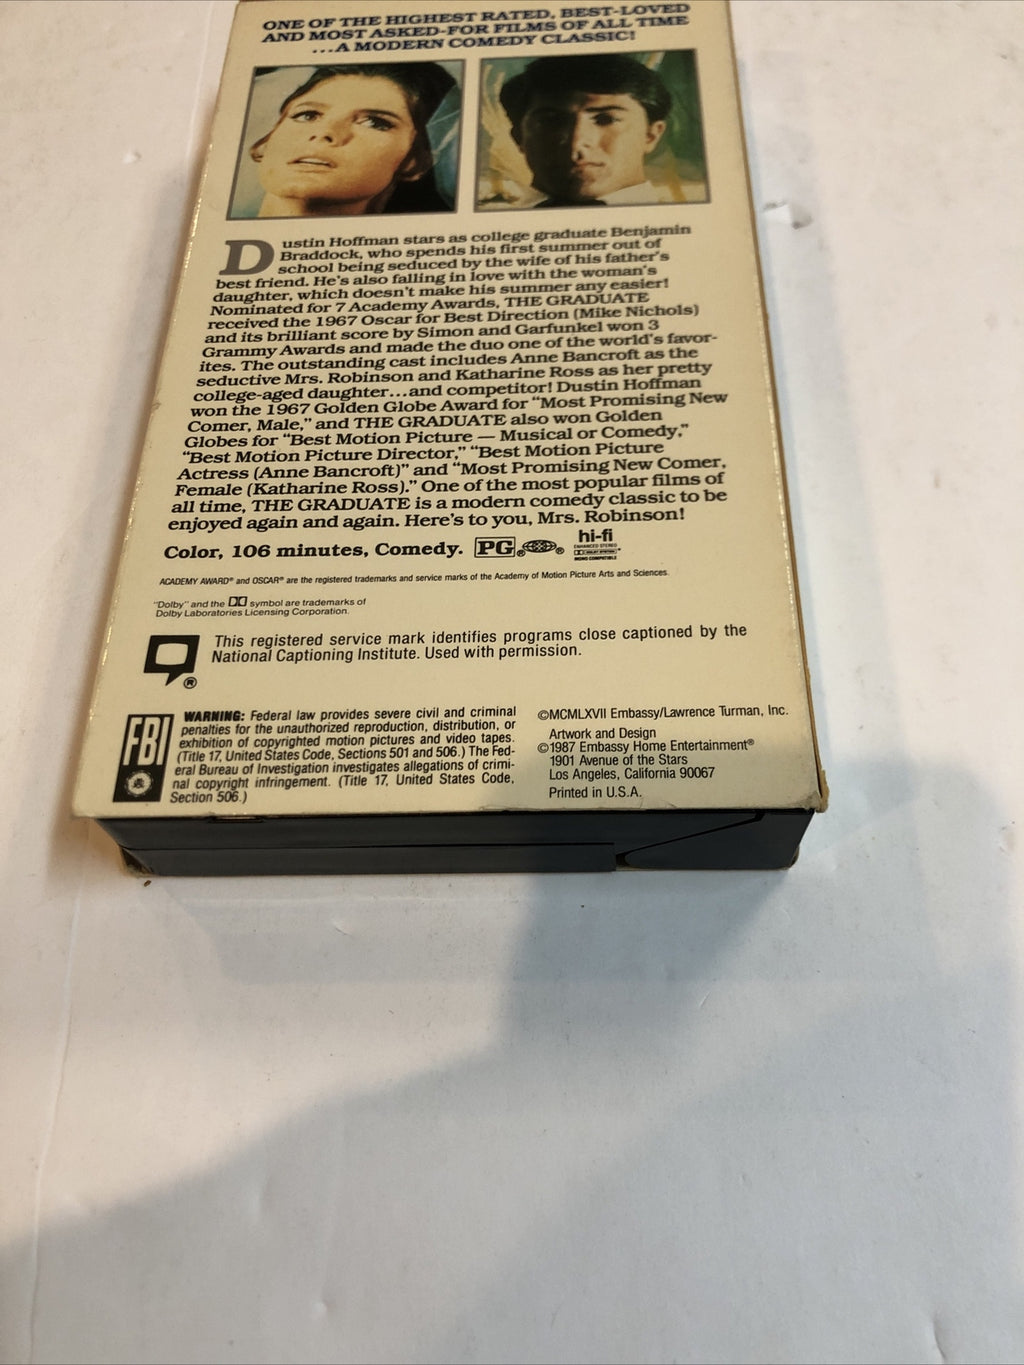 ONE OF THE HIGHEST RATED, BEST-LOVED
AND MOST ASKED-FOR FILMS OF ALL TIME
...A MODERN COMEDY CLASSIC!
Dustin Hoffman stars as college graduate Benjamin
Braddock, who spends his first summer out of
school being seduced by the wife of his father's
best friend. He's also falling in love with the woman's
daughter, which doesn't make his summer any easier!
Nominated for 7 Academy Awards, THE GRADUATE
received the 1967 Oscar for Best Direction (Mike Nichols)
and its brilliant score by Simon and Garfunkel won 3
Grammy Awards and made the duo one of the world's favor-
ites. The outstanding cast includes Anne Bancroft as the
seductive Mrs. Robinson and Katharine Ross as her pretty
college-aged daughter...and competitor! Dustin Hoffman
won the 1967 Golden Globe Award for "Most Promising New
Comer, Male," and THE GRADUATE also won Golden
Globes for "Best Motion Picture — Musical or Comedy,"
"Best Motion Picture Director," "Best Motion Picture
Actress (Anne Bancroft)" and "Most Promising New Comer,
Female (Katharine Ross)." One of the most popular films of
all time, THE GRADUATE is a modern comedy classic to be
enjoyed again and again. Here's to you, Mrs. Robinson!
Color, 106 minutes, Comedy. PG® hi-fi
ACADEMY AWARD® and OSCAR® are the registered trademarks and service marks of the Academy of Motion Picture Arts and Sciences.
"Dolby" and the symbol are trademarks of
Dolby Laboratories Licensing Corporation.
This registered service mark identifies programs close captioned by the
National Captioning Institute. Used with permission.
®
FBI
WARNING: Federal law provides severe civil and criminal
penalties for the unauthorized reproduction, distribution, or
exhibition of copyrighted motion pictures and video tapes.
(Title 17, United States Code, Sections 501 and 506.) The Fed-
eral Bureau of Investigation investigates allegations of crimi-
nal copyright infringement. (Title 17, United States Code,
Section 506.)
©MCMLXVII Embassy/Lawrence Turman, Inc.
Artwork and Design
©1987 Embassy Home Entertainment®
1901 Avenue of the Stars
Los Angeles, California 90067
Printed in U.S.A.